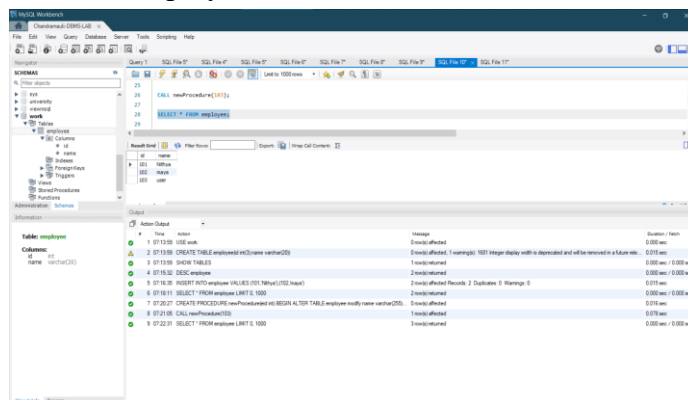 MySQL Workbench
Chandramauli-DBMS-LAB
File Edit View Query Database Server Tools Scripting Help
Navigator
SCHEMAS
Filter objects
sys
university
viewmod
work
Tables
employee
Columns
id
name
Indexes
Foreign Keys
Triggers
Views
Stored Procedures
Functions
Administration Schemas
Information
Table: employee
Columns:
id int
name varchar(20)
Query 1 SQL File 5* SQL File 4* SQL File 5* SQL File 6* SQL File 7* SQL File 8* SQL File 9* SQL File 10* SQL File 11*
Limit to 1000 rows
25
26 CALL newProcedure(103);
27
28 SELECT * FROM employee;
29
Result Grid Filter Rows: Export: Wrap Cell Content:
id name
101 Nithya
102 maya
103 user
Output
Action Output
# Time Action Message Duration / Fetch
1 07:13:59 USE work 0 row(s) affected 0.000 sec
2 07:13:59 CREATE TABLE employee(id int(3),name varchar(20)) 0 row(s) affected, 1 warning(s): 1681 Integer display width is deprecated and will be removed in a future rele... 0.015 sec
3 07:13:59 SHOW TABLES 1 row(s) returned 0.000 sec / 0.000 s
4 07:15:32 DESC employee 2 row(s) returned 0.000 sec / 0.000 s
5 07:16:35 INSERT INTO employee VALUES (101,'Nithya'),(102,'maya') 2 row(s) affected Records: 2 Duplicates: 0 Warnings: 0 0.015 sec
6 07:18:11 SELECT * FROM employee LIMIT 0, 1000 2 row(s) returned 0.000 sec / 0.000 s
7 07:20:27 CREATE PROCEDURE newProcedure(eid int) BEGIN ALTER TABLE employee modify name varchar(255)... 0 row(s) affected 0.016 sec
8 07:21:05 CALL newProcedure(103) 1 row(s) affected 0.078 sec
9 07:22:31 SELECT * FROM employee LIMIT 0, 1000 3 row(s) returned 0.000 sec / 0.000 s